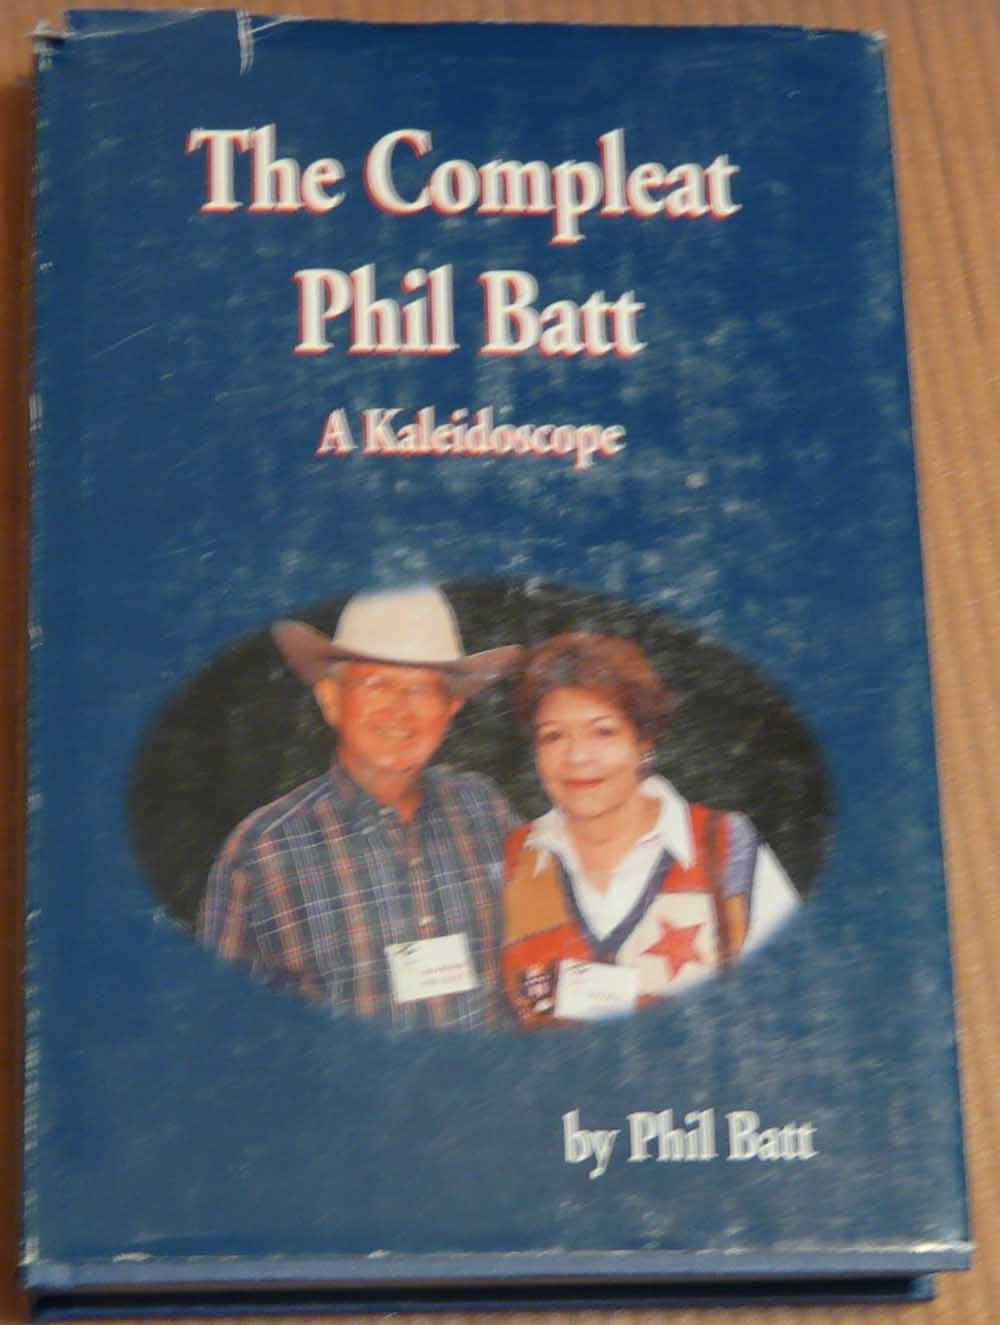 The Compleat
Phil Batt
A Kaleidoscope
by Phil Batt